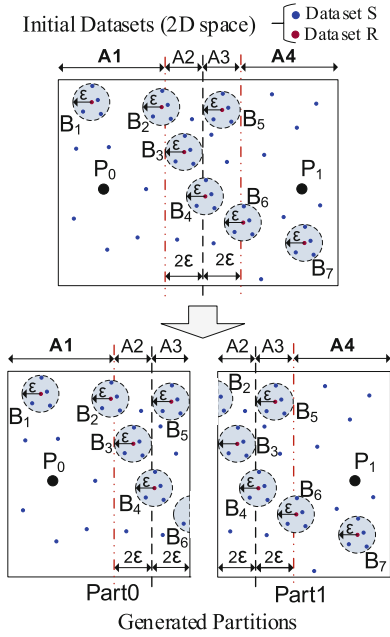 Initial Datasets (2D space)
Dataset S
Dataset R
A1 A2 A3 A4
ε ε ε
B1 B2 B5
ε
B3
P0 P1
ε
B4 B6
ε
ε
B7
2ε 2ε
A1 A2 A3 A2 A3 A4
ε ε ε B2 ε
B1 B2 B5 B5
ε B3 ε B3
P0 P1
ε ε
B4 B6 B4 B6
ε
ε
B7
2ε 2ε 2ε 2ε
Part0 Part1
Generated Partitions